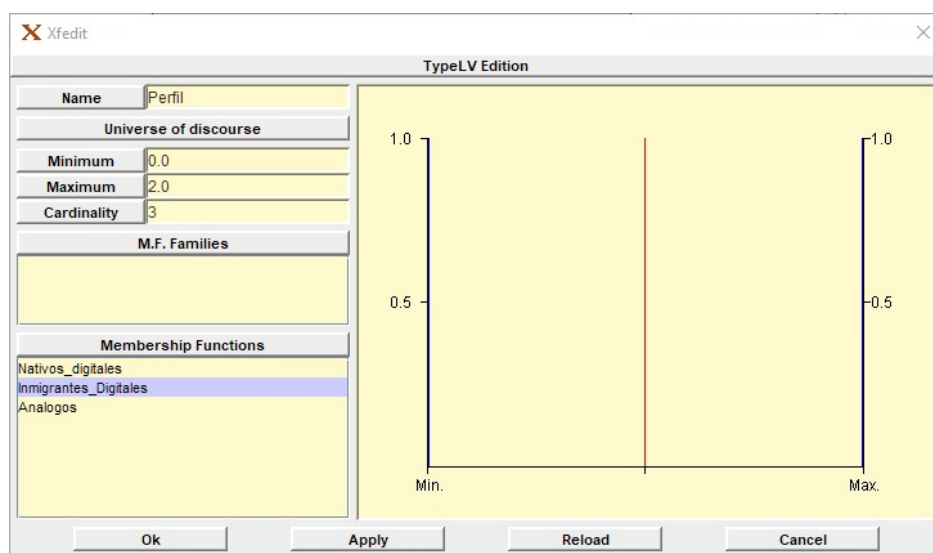 Xfedit
TypeLV Edition
Name Perfil
Universe of discourse
Minimum 0.0
Maximum 2.0
Cardinality 3
M.F. Families
Membership Functions
Nativos_digitales
Inmigrantes_Digitales
Analogos
1.0 1.0
0.5 0.5
Min. Max.
Ok Apply Reload Cancel